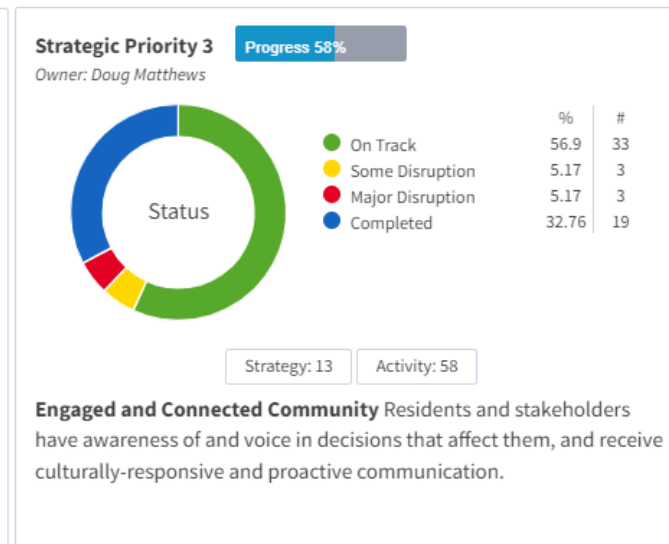 Strategic Priority 3 Progress 58%
Owner: Doug Matthews
% #
Status
On Track 56.9 33
Some Disruption 5.17 3
Major Disruption 5.17 3
Completed 32.76 19
Strategy: 13 Activity: 58
Engaged and Connected Community Residents and stakeholders
have awareness of and voice in decisions that affect them, and receive
culturally-responsive and proactive communication.